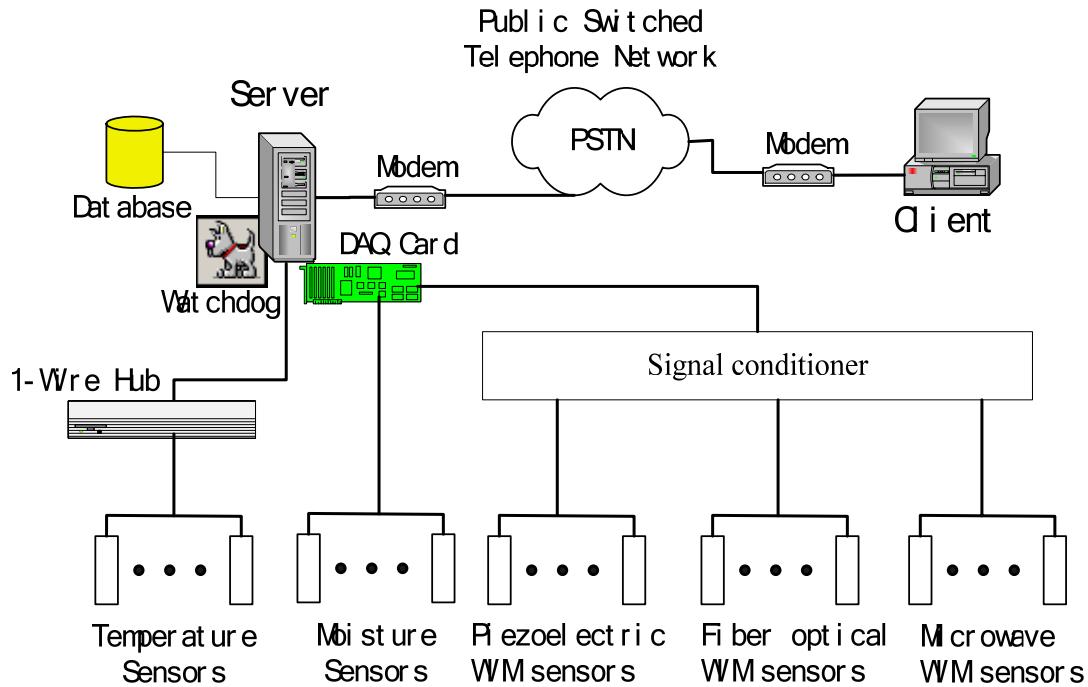 Public Switched
Telephone Network
Server
PSTN
Modem
Modem
Database
Client
DAQ Card
Watchdog
Signal conditioner
1-Wire Hub
Temperature
Sensors
Moisture
Sensors
Piezoelectric
WIM sensors
Fiber optical
WIM sensors
Microwave
WIM sensors